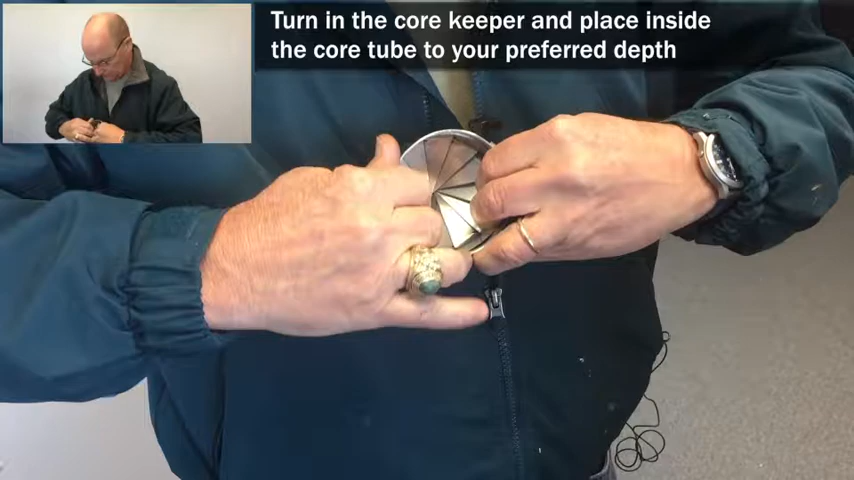 Turn in the core keeper and place inside
the core tube to your preferred depth